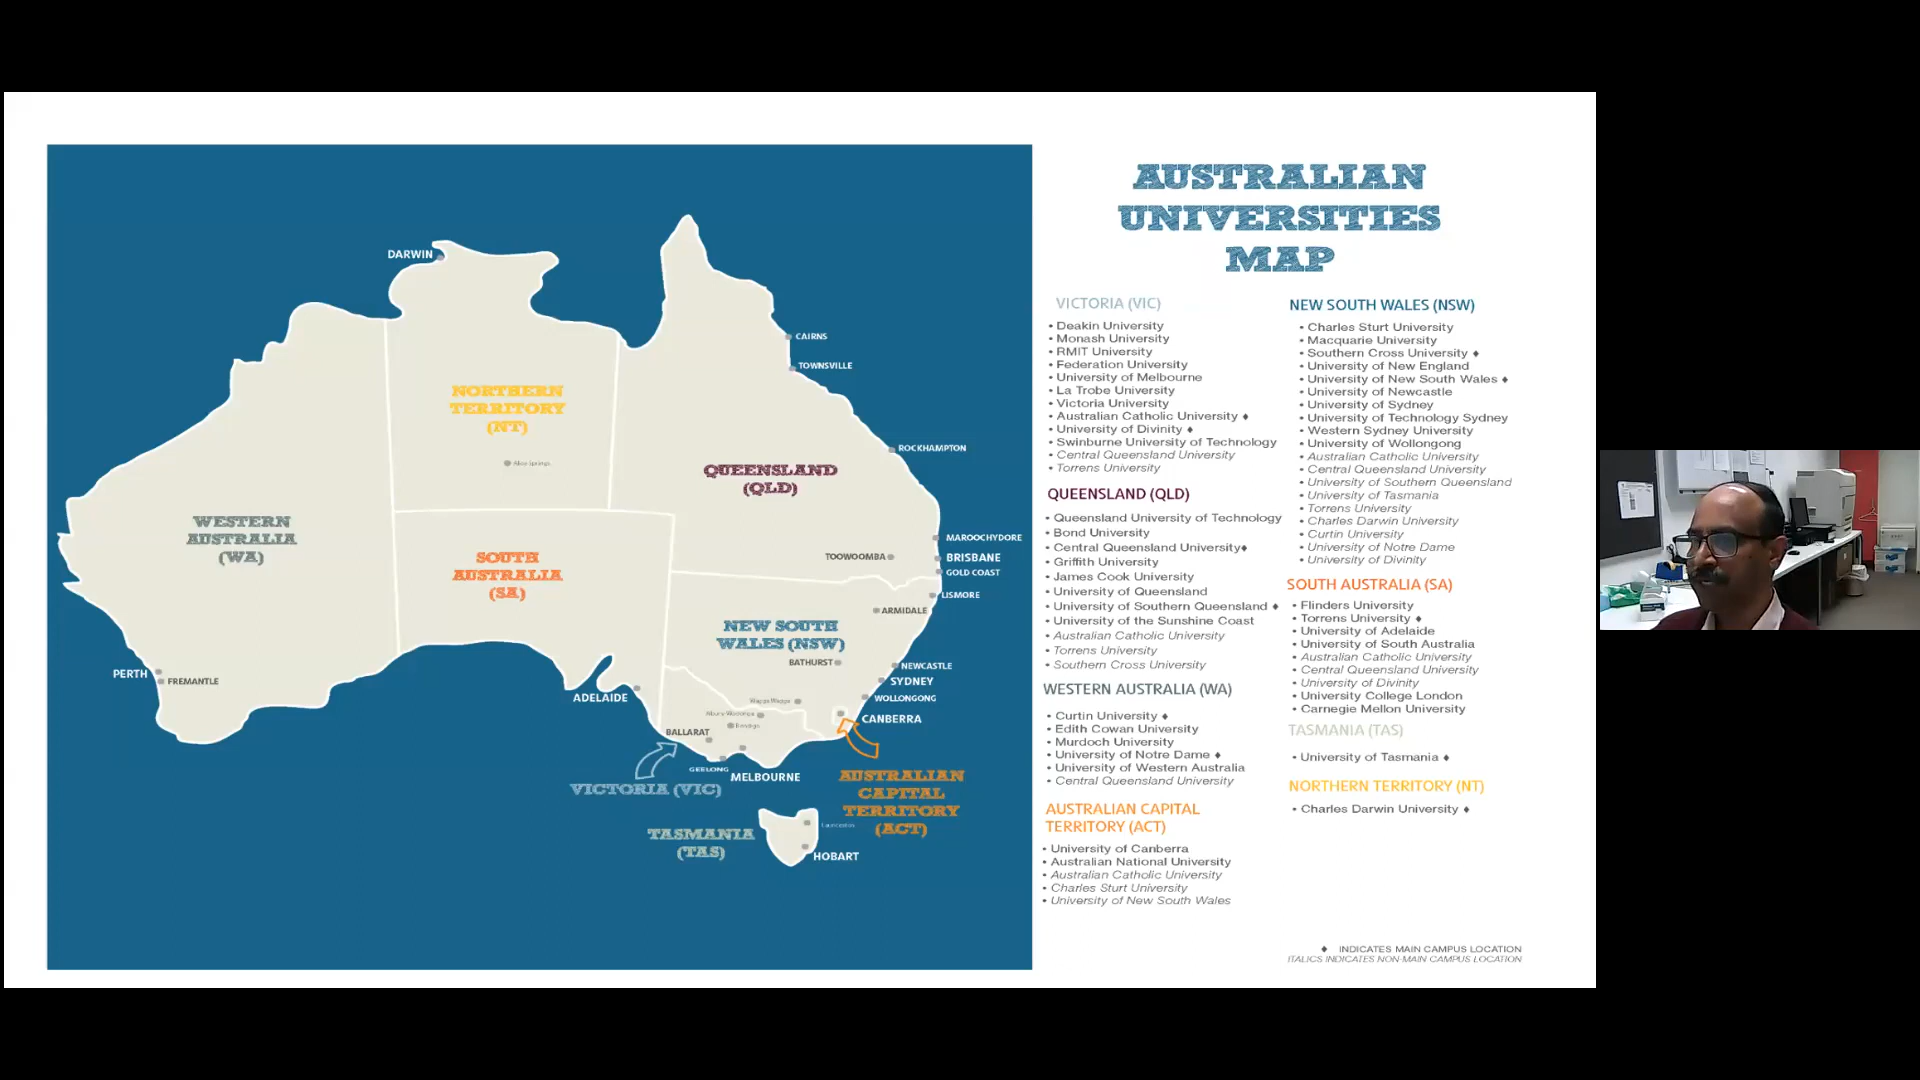 AUSTRALIAN
UNIVERSITIES
MAP
DARWIN
CAIRNS
TOWNSVILLE
NORTHERN
TERRITORY
(NT)
Alice Springs
ROCKHAMPTON
QUEENSLAND
(QLD)
WESTERN
AUSTRALIA
(WA)
SOUTH
AUSTRALIA
(SA)
MAROOCHYDORE
TOOWOOMBA
BRISBANE
GOLD COAST
LISMORE
ARMIDALE
NEW SOUTH
WALES (NSW)
BATHURST
NEWCASTLE
SYDNEY
WOLLONGONG
PERTH
FREMANTLE
ADELAIDE
Wagga Wagga
Albury Wodonga
Bendigo
CANBERRA
BALLARAT
GEELONG
MELBOURNE
VICTORIA (VIC)
AUSTRALIAN
CAPITAL
TERRITORY
(ACT)
TASMANIA
(TAS)
Launceston
HOBART
VICTORIA (VIC)
• Deakin University
• Monash University
• RMIT University
• Federation University
• University of Melbourne
• La Trobe University
• Victoria University
• Australian Catholic University ♦
• University of Divinity ♦
• Swinburne University of Technology
• Central Queensland University
• Torrens University
QUEENSLAND (QLD)
• Queensland University of Technology
• Bond University
• Central Queensland University♦
• Griffith University
• James Cook University
• University of Queensland
• University of Southern Queensland ♦
• University of the Sunshine Coast
• Australian Catholic University
• Torrens University
• Southern Cross University
WESTERN AUSTRALIA (WA)
• Curtin University ♦
• Edith Cowan University
• Murdoch University
• University of Notre Dame ♦
• University of Western Australia
• Central Queensland University
AUSTRALIAN CAPITAL
TERRITORY (ACT)
• University of Canberra
• Australian National University
• Australian Catholic University
• Charles Sturt University
• University of New South Wales
NEW SOUTH WALES (NSW)
• Charles Sturt University
• Macquarie University
• Southern Cross University ♦
• University of New England
• University of New South Wales ♦
• University of Newcastle
• University of Sydney
• University of Technology Sydney
• Western Sydney University
• University of Wollongong
• Australian Catholic University
• Central Queensland University
• University of Southern Queensland
• University of Tasmania
• Torrens University
• Charles Darwin University
• Curtin University
• University of Notre Dame
• University of Divinity
SOUTH AUSTRALIA (SA)
• Flinders University
• Torrens University ♦
• University of Adelaide
• University of South Australia
• Australian Catholic University
• Central Queensland University
• University of Divinity
• University College London
• Carnegie Mellon University
TASMANIA (TAS)
• University of Tasmania ♦
NORTHERN TERRITORY (NT)
• Charles Darwin University ♦
♦ INDICATES MAIN CAMPUS LOCATION
ITALICS INDICATES NON-MAIN CAMPUS LOCATION